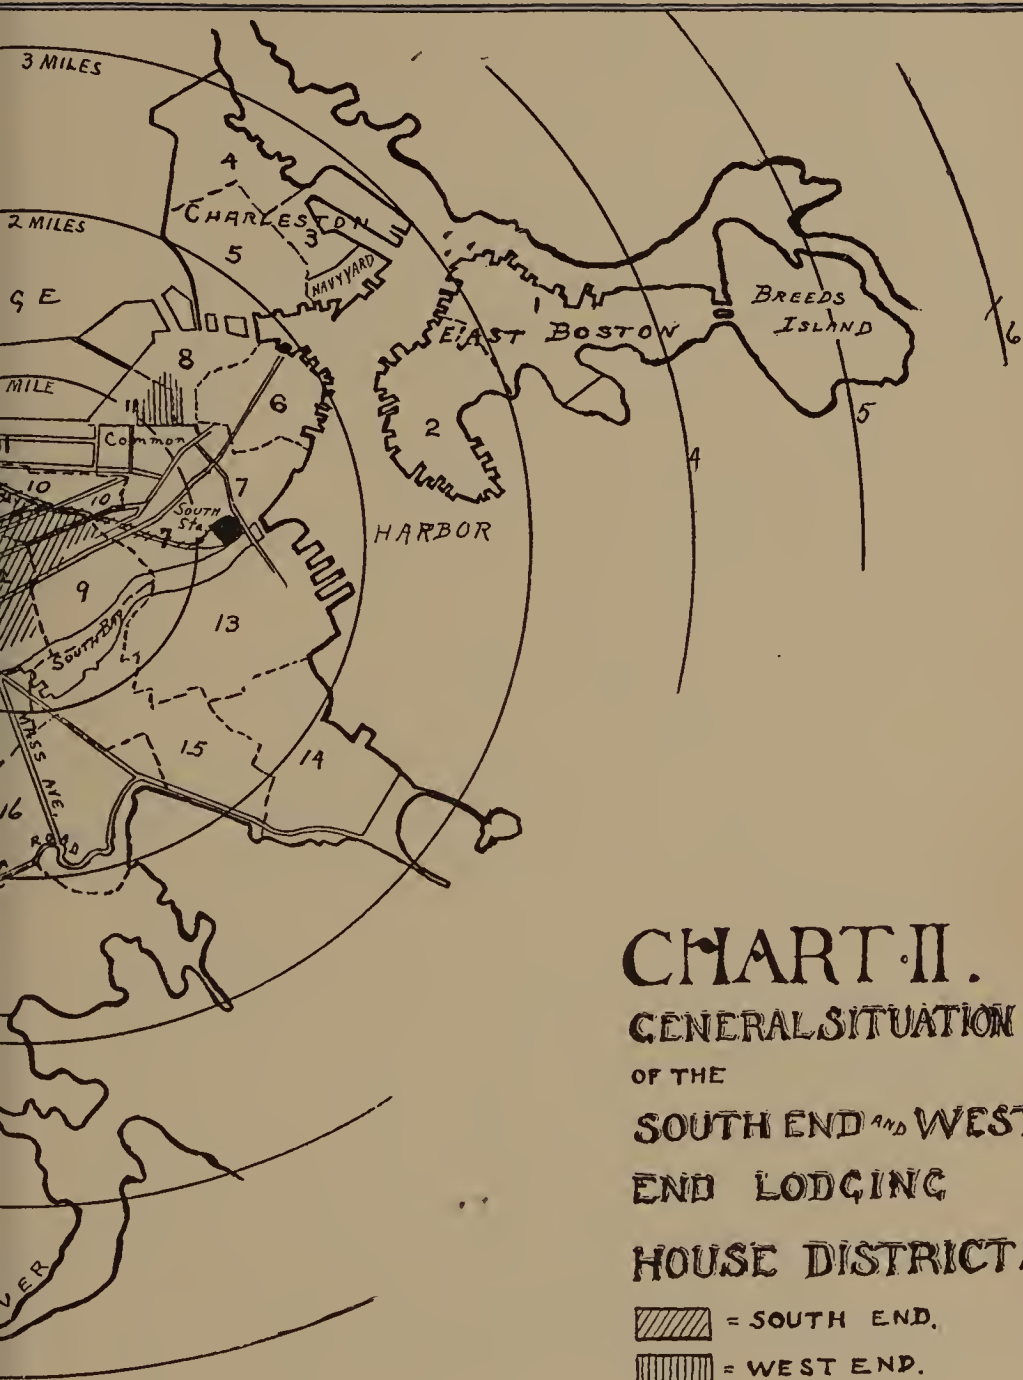 3 MILES
4
2 MILES
CHARLESTON
3
5
NAVY YARD
G E
1
BREEDS
ISLAND
EAST BOSTON
6
8
MILE
6
5
11
Common
2
4
10
10
7
SOUTH
Sta.
7
HARBOR
9
13
SOUTH BAY
MASS AVE.
15
14
16
ROAD
CHART · II.
GENERAL SITUATION
OF THE
SOUTH END AND WEST
END LODGING
HOUSE DISTRICT
VER
= SOUTH END.
= WEST END.